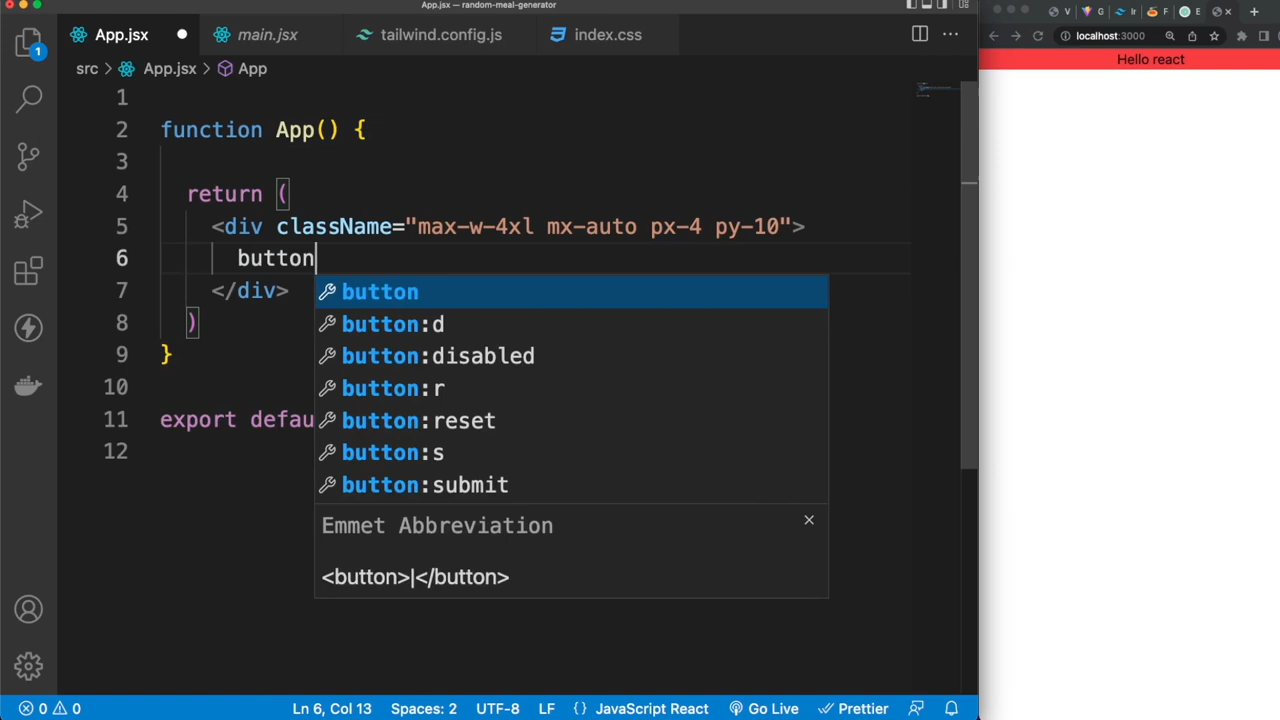 App.jsx — random-meal-generator
App.jsx main.jsx tailwind.config.js index.css
V G Ir F E
localhost:3000
Hello react
src > App.jsx > App
1
2 function App() {
3
4 return (
5 <div className="max-w-4xl mx-auto px-4 py-10">
6 button
7 </div>
8 )
9 }
10
11 export defau
12
button
button:d
button:disabled
button:r
button:reset
button:s
button:submit
Emmet Abbreviation
<button>|</button>
1
0 0 Ln 6, Col 13 Spaces: 2 UTF-8 LF {} JavaScript React Go Live Prettier